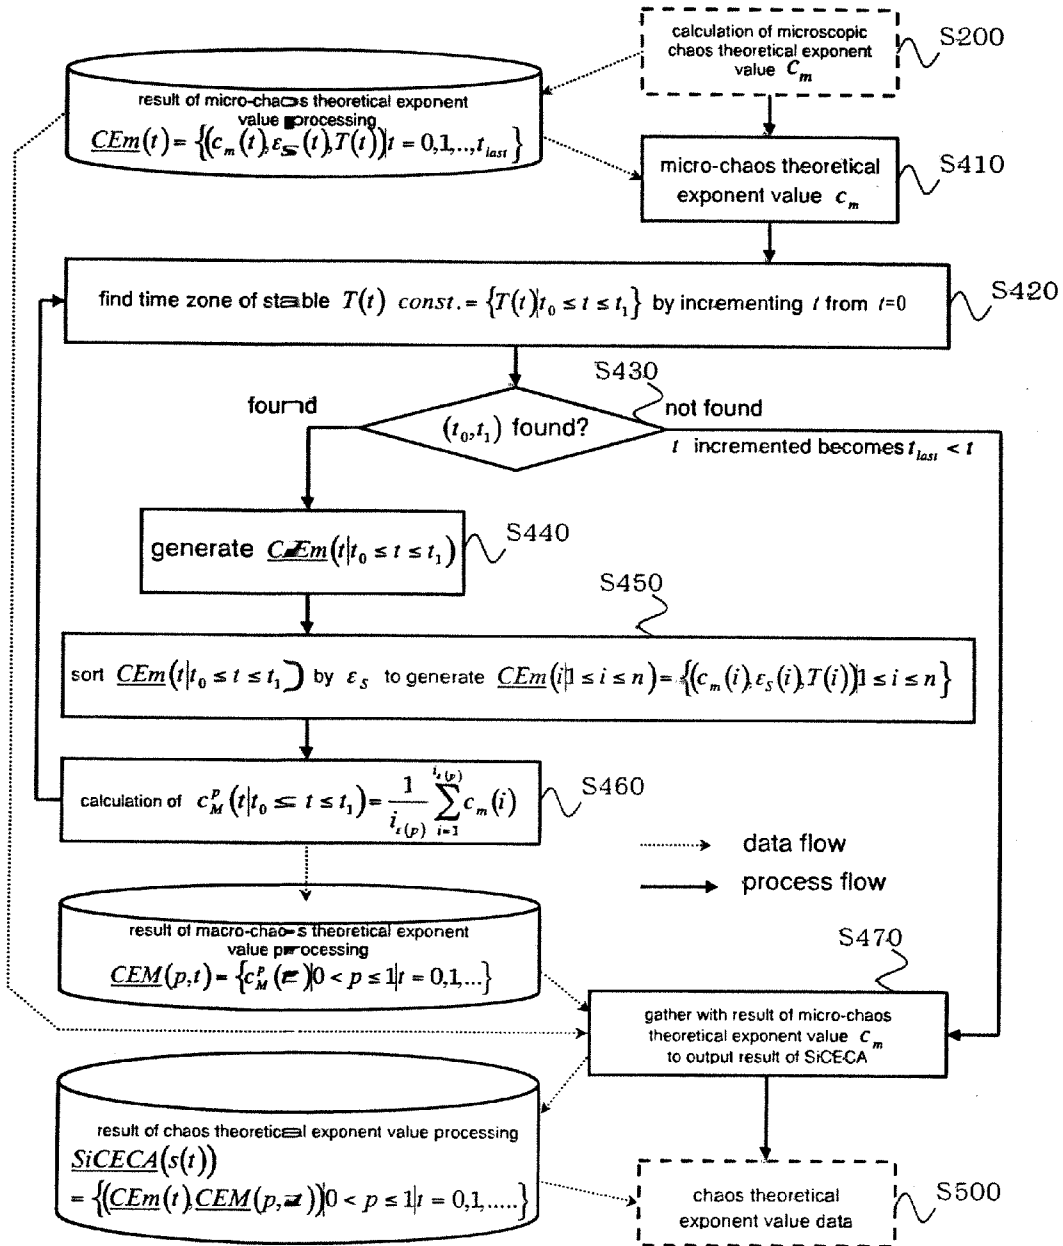 calculation of microscopic
chaos theoretical exponent
value C_m
S200
result of micro-chaos theoretical exponent
value processing
CEm(t) = {(c_m(t), ε_S(t), T(t))|t = 0,1,..,t_last}
micro-chaos theoretical
exponent value c_m
S410
find time zone of stable T(t) const. = {T(t)|t_0 ≤ t ≤ t_1} by incrementing t from t=0
S420
S430
found
(t_0, t_1) found?
not found
t incremented becomes t_last < t
generate CEm(t|t_0 ≤ t ≤ t_1)
S440
S450
sort CEm(t|t_0 ≤ t ≤ t_1) by ε_S to generate CEm(i|1 ≤ i ≤ n) = {(c_m(i), ε_S(i), T(i))|1 ≤ i ≤ n}
calculation of c_M^p(t|t_0 ≤ t ≤ t_1) = 1/i_ε(p) ∑_{i=1}^{i_ε(p)} c_m(i)
S460
data flow
process flow
result of macro-chaos theoretical exponent
value processing
CEM(p,t) = {c_M^p(t)|0 < p ≤ 1|t = 0,1,...}
S470
gather with result of micro-chaos
theoretical exponent value c_m
to output result of SiCECA
result of chaos theoretical exponent value processing
SiCECA(s(t))
= {(CEm(t), CEM(p,t))|0 < p ≤ 1|t = 0,1,.....}
chaos theoretical
exponent value data
S500